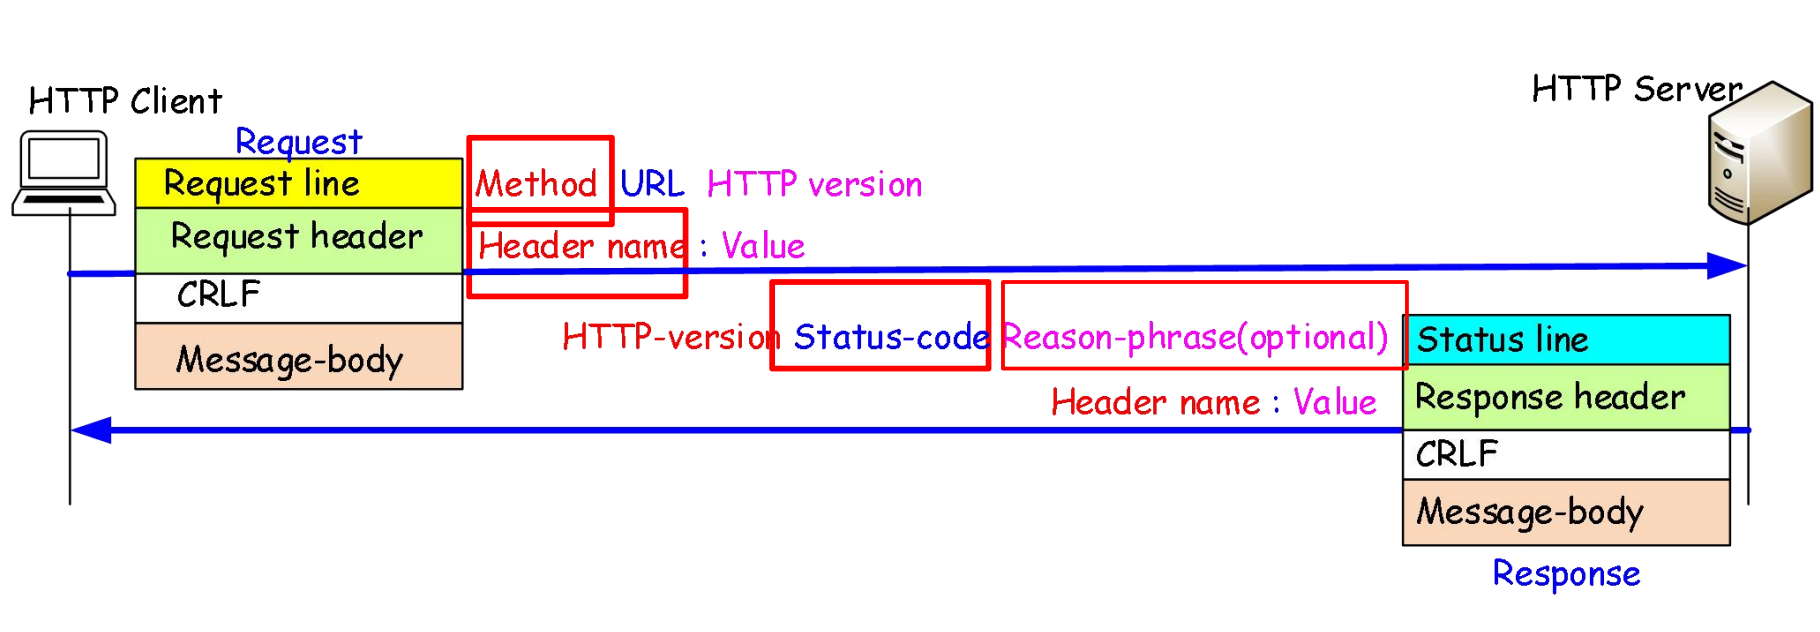 HTTP Client
HTTP Server
Request
Request line
Method URL HTTP version
Request header
Header name : Value
CRLF
Message-body
HTTP-version Status-code Reason-phrase(optional)
Status line
Header name : Value
Response header
CRLF
Message-body
Response